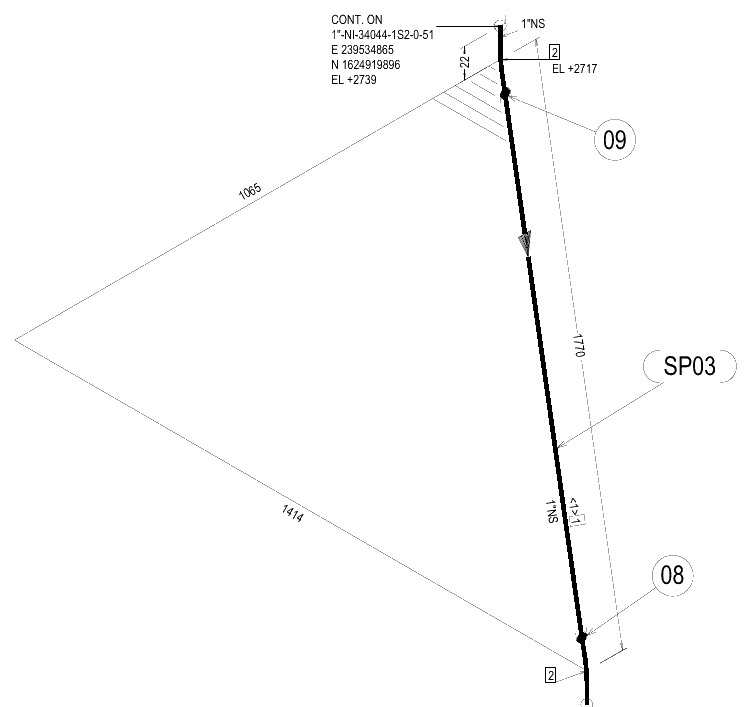 CONT. ON
1"-NI-34044-1S2-0-51
E 239534865
N 1624919896
EL +2739
1"NS
2
EL +2717
22
09
1065
1770
SP03
1414
1"NS
<1> 1
08
2